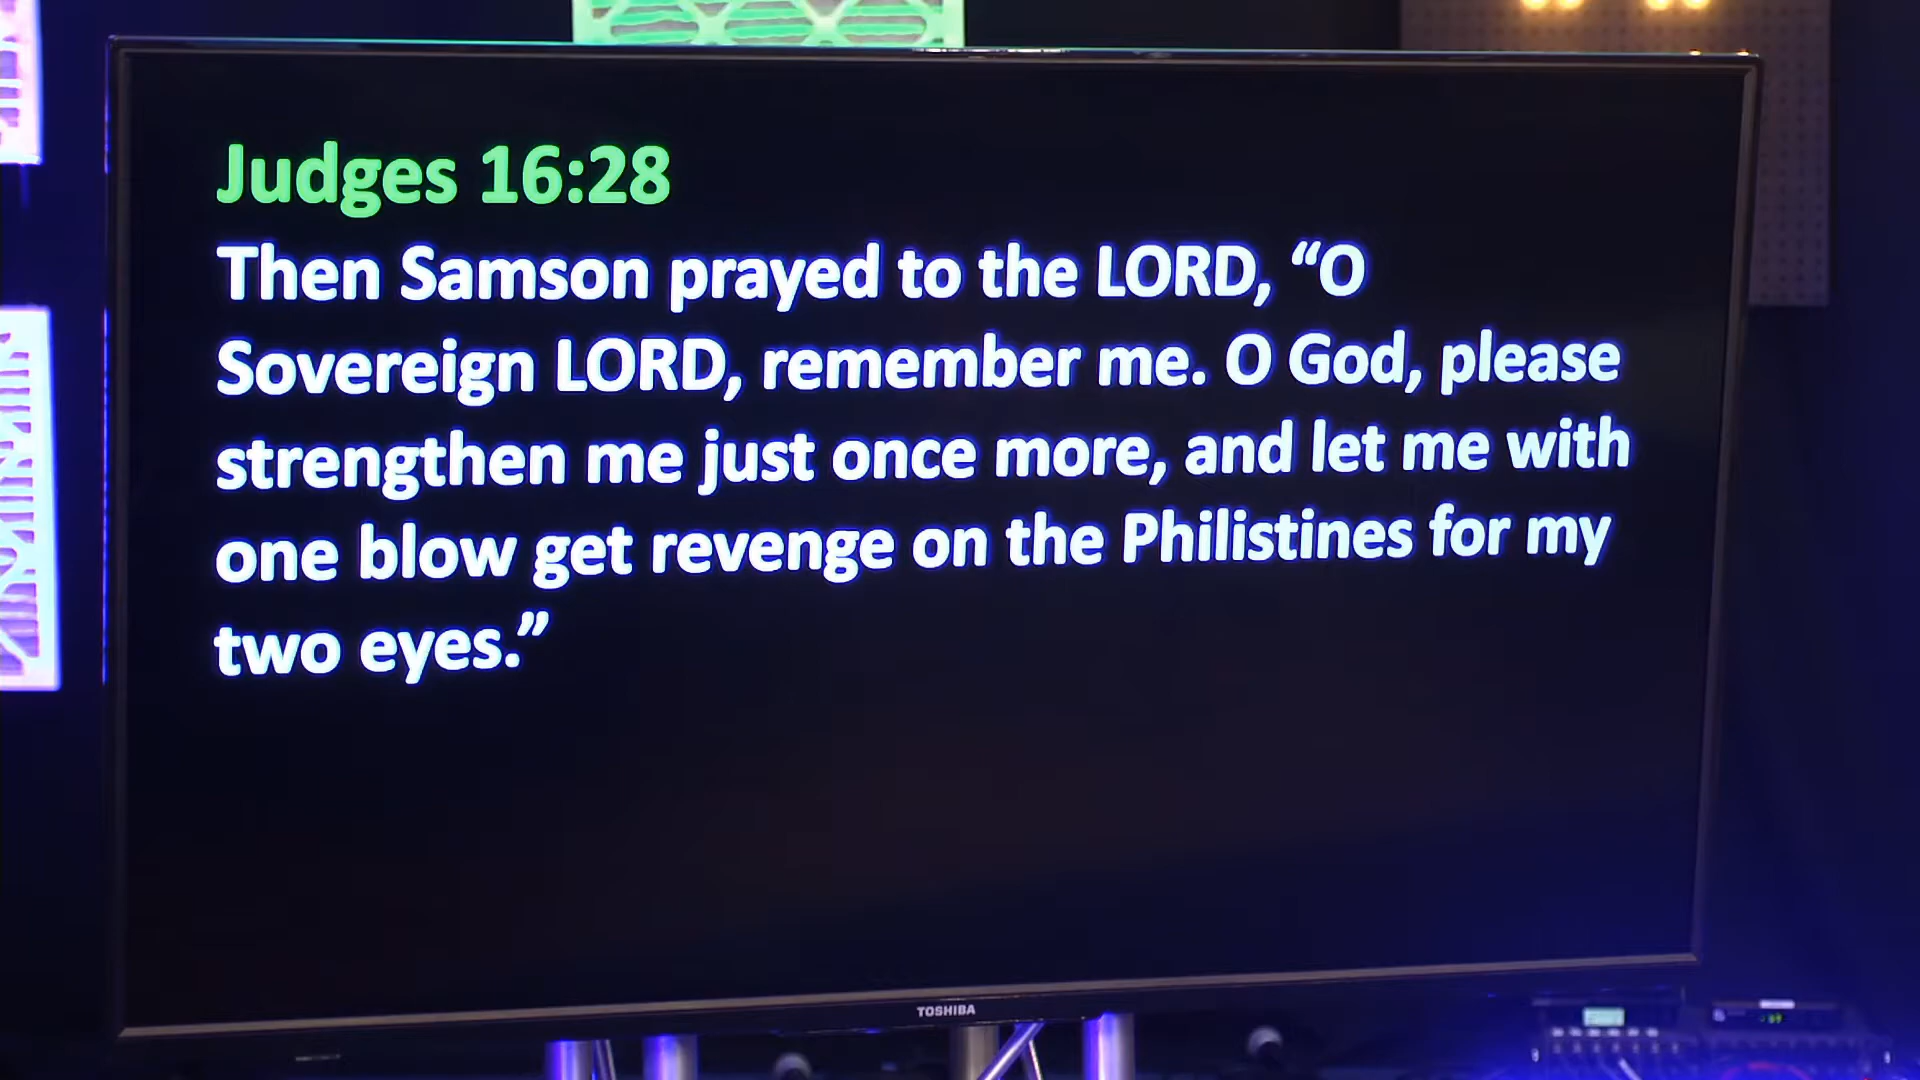 Judges 16:28
Then Samson prayed to the LORD, “O
Sovereign LORD, remember me. O God, please
strengthen me just once more, and let me with
one blow get revenge on the Philistines for my
two eyes.”
TOSHIBA